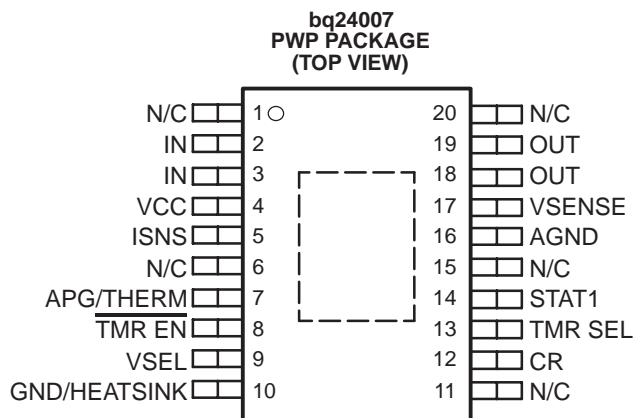 bq24007
PWP PACKAGE
(TOP VIEW)
N/C 1 20 N/C
IN 2 19 OUT
IN 3 18 OUT
VCC 4 17 VSENSE
ISNS 5 16 AGND
N/C 6 15 N/C
APG/THERM 7 14 STAT1
TMR EN 8 13 TMR SEL
VSEL 9 12 CR
GND/HEATSINK 10 11 N/C